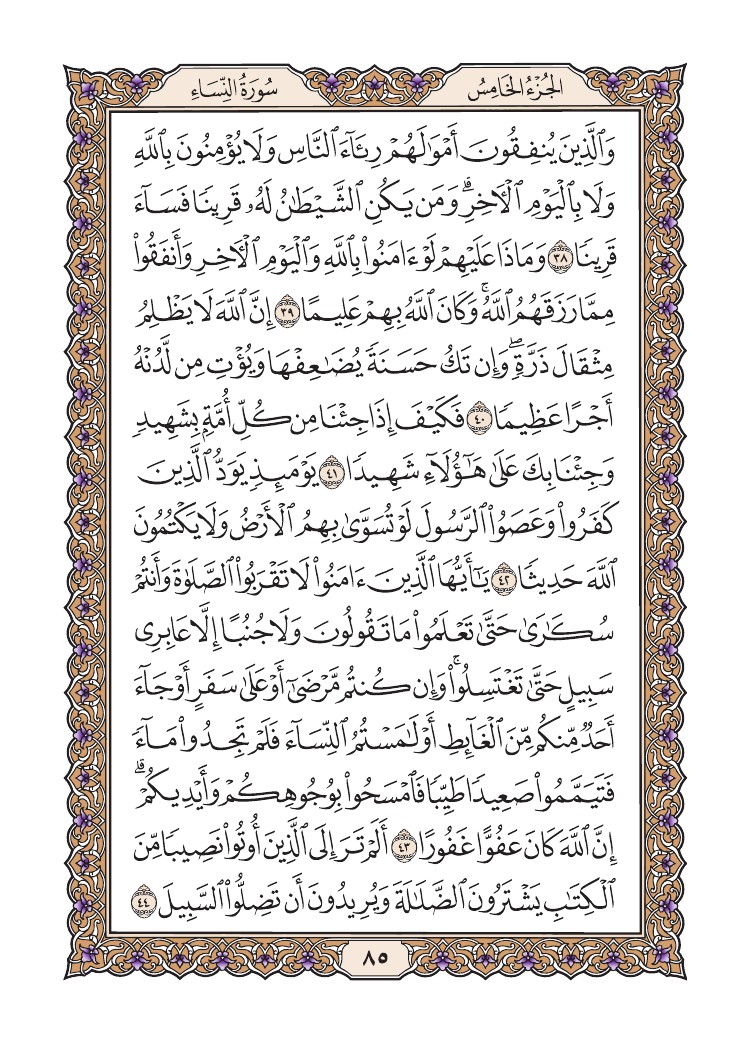 الجُزْءُ الخَامِسُ
سُورَةُ النِّسَاءِ
وَٱلَّذِينَ يُنفِقُونَ أَمْوَٰلَهُمْ رِئَآءَ ٱلنَّاسِ وَلَا يُؤْمِنُونَ بِٱللَّهِ
وَلَا بِٱلْيَوْمِ ٱلْأَخِرِۗ وَمَن يَكُنِ ٱلشَّيْطَٰنُ لَهُۥ قَرِينًا فَسَآءَ
قَرِينًا ٣٨ وَمَاذَا عَلَيْهِمْ لَوْ ءَامَنُوا۟ بِٱللَّهِ وَٱلْيَوْمِ ٱلْأَخِرِ وَأَنفَقُوا۟
مِمَّا رَزَقَهُمُ ٱللَّهُۚ وَكَانَ ٱللَّهُ بِهِمْ عَلِيمًا ٣٩ إِنَّ ٱللَّهَ لَا يَظْلِمُ
مِثْقَالَ ذَرَّةٍۖ وَإِن تَكُ حَسَنَةً يُضَٰعِفْهَا وَيُؤْتِ مِن لَّدُنْهُ
أَجْرًا عَظِيمًا ٤٠ فَكَيْفَ إِذَا جِئْنَا مِن كُلِّ أُمَّةٍۭ بِشَهِيدٍ
وَجِئْنَا بِكَ عَلَىٰ هَٰٓؤُلَآءِ شَهِيدًا ٤١ يَوْمَئِذٍ يَوَدُّ ٱلَّذِينَ
كَفَرُوا۟ وَعَصَوُا۟ ٱلرَّسُولَ لَوْ تُسَوَّىٰ بِهِمُ ٱلْأَرْضُ وَلَا يَكْتُمُونَ
ٱللَّهَ حَدِيثًا ٤٢ يَٰٓأَيُّهَا ٱلَّذِينَ ءَامَنُوا۟ لَا تَقْرَبُوا۟ ٱلصَّلَوٰةَ وَأَنتُمْ
سُكَٰرَىٰ حَتَّىٰ تَعْلَمُوا۟ مَا تَقُولُونَ وَلَا جُنُبًا إِلَّا عَابِرِى
سَبِيلٍ حَتَّىٰ تَغْتَسِلُوا۟ۚ وَإِن كُنتُم مَّرْضَىٰٓ أَوْ عَلَىٰ سَفَرٍ أَوْ جَآءَ
أَحَدٌ مِّنكُم مِّنَ ٱلْغَآئِطِ أَوْ لَٰمَسْتُمُ ٱلنِّسَآءَ فَلَمْ تَجِدُوا۟ مَآءً
فَتَيَمَّمُوا۟ صَعِيدًا طَيِّبًا فَٱمْسَحُوا۟ بِوُجُوهِكُمْ وَأَيْدِيكُمْۗ
إِنَّ ٱللَّهَ كَانَ عَفُوًّا غَفُورًا ٤٣ أَلَمْ تَرَ إِلَى ٱلَّذِينَ أُوتُوا۟ نَصِيبًا مِّنَ
ٱلْكِتَٰبِ يَشْتَرُونَ ٱلضَّلَٰلَةَ وَيُرِيدُونَ أَن تَضِلُّوا۟ ٱلسَّبِيلَ ٤٤
٨٥